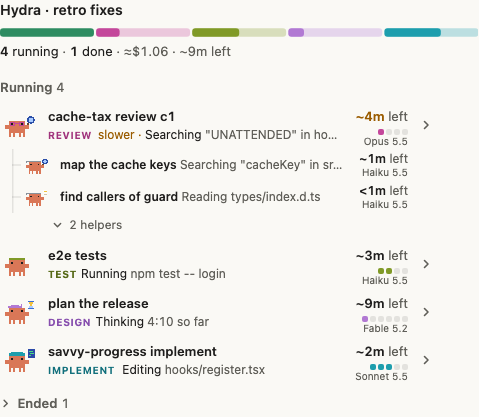 Hydra · retro fixes
4 running · 1 done · ≈$1.06 · ~9m left
Running 4
cache-tax review c1
~4m left
REVIEW slower · Searching "UNATTENDED" in ho...
Opus 5.5
map the cache keys Searching "cacheKey" in sr...
~1m left
Haiku 5.5
find callers of guard Reading types/index.d.ts
<1m left
Haiku 5.5
2 helpers
e2e tests
~3m left
TEST Running npm test -- login
Haiku 5.5
plan the release
~9m left
DESIGN Thinking 4:10 so far
Fable 5.2
savvy-progress implement
~2m left
IMPLEMENT Editing hooks/register.tsx
Sonnet 5.5
Ended 1